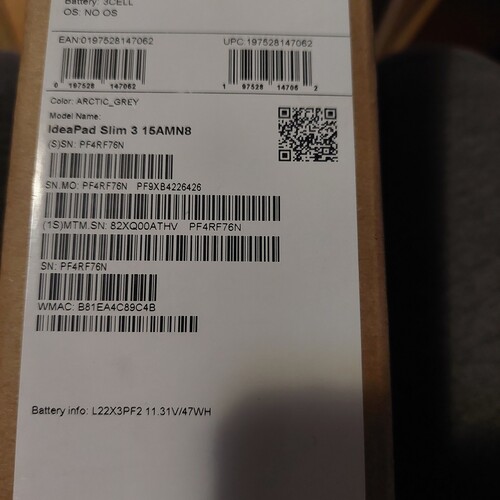 Battery: 3CELL
OS: NO OS
EAN:0197528147062 UPC:197528147062
0 197528 147062 1 97528 14706 2
Color: ARCTIC_GREY
Model Name:
IdeaPad Slim 3 15AMN8
(S)SN: PF4RF76N
SN.MO: PF4RF76N PF9XB4226426
(1S)MTM.SN: 82XQ00ATHV PF4RF76N
SN: PF4RF76N
WMAC: B81EA4C89C4B
Battery info: L22X3PF2 11.31V/47WH